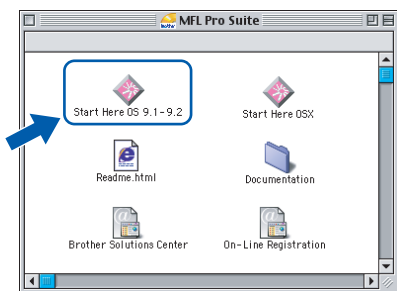 brother MFL Pro Suite
Start Here OS 9.1-9.2
Start Here OSX
Readme.html
Documentation
Brother Solutions Center
On-Line Registration